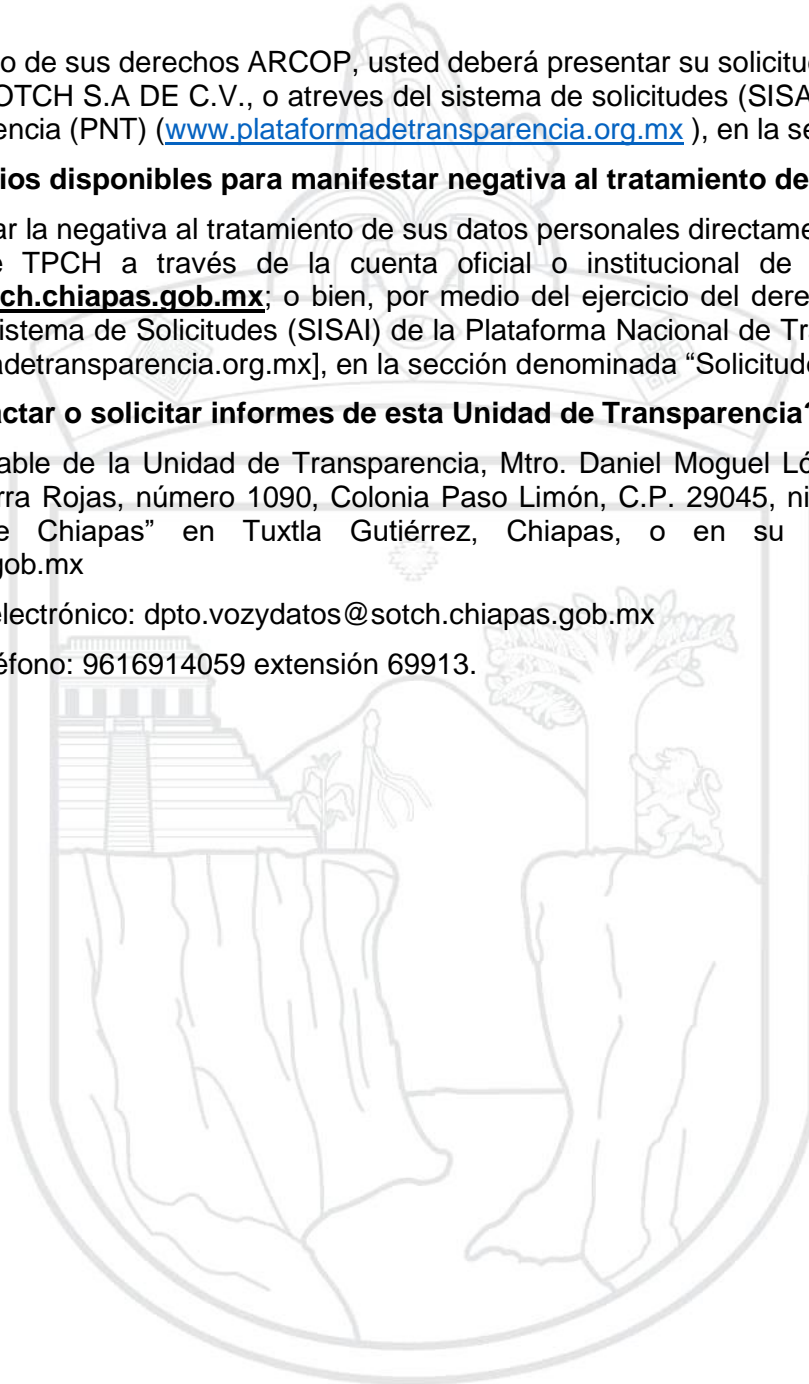 o de sus derechos ARCOP, usted deberá presentar su solicitu
OTCH S.A DE C.V., o atreves del sistema de solicitudes (SISA
encia (PNT) (www.plataformadetransparencia.org.mx ), en la se
ios disponibles para manifestar negativa al tratamiento de
ar la negativa al tratamiento de sus datos personales directame
e TPCH a través de la cuenta oficial o institucional de
tch.chiapas.gob.mx; o bien, por medio del ejercicio del dere
istema de Solicitudes (SISAI) de la Plataforma Nacional de Tr
adetransparencia.org.mx], en la sección denominada “Solicitud
actar o solicitar informes de esta Unidad de Transparencia
able de la Unidad de Transparencia, Mtro. Daniel Moguel Ló
rra Rojas, número 1090, Colonia Paso Limón, C.P. 29045, ni
e Chiapas” en Tuxtla Gutiérrez, Chiapas, o en su
gob.mx
electrónico: dpto.vozydatos@sotch.chiapas.gob.mx
éfono: 9616914059 extensión 69913.